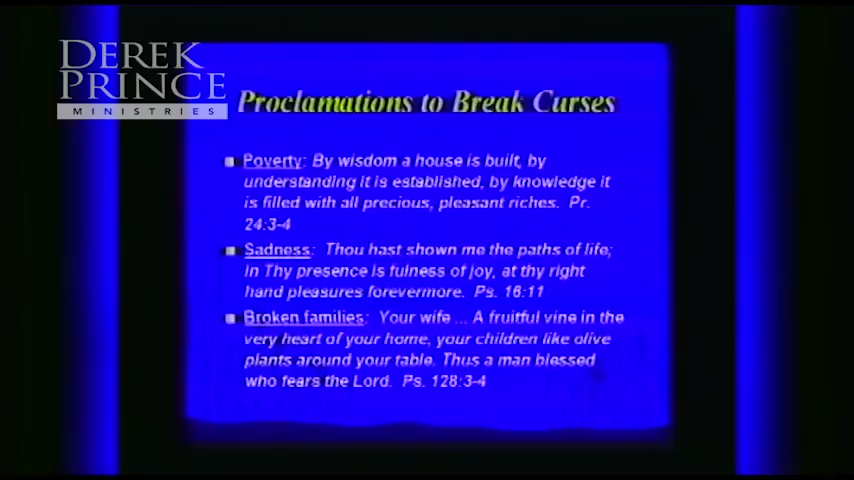 DEREK
PRINCE
MINISTRIES
Proclamations to Break Curses
Poverty: By wisdom a house is built, by
understanding it is established, by knowledge it
is filled with all precious, pleasant riches. Pr.
24:3-4
Sadness: Thou hast shown me the paths of life;
in Thy presence is fulness of joy, at thy right
hand pleasures forevermore. Ps. 16:11
Broken families: Your wife ... A fruitful vine in the
very heart of your home, your children like olive
plants around your table. Thus a man blessed
who fears the Lord. Ps. 128:3-4